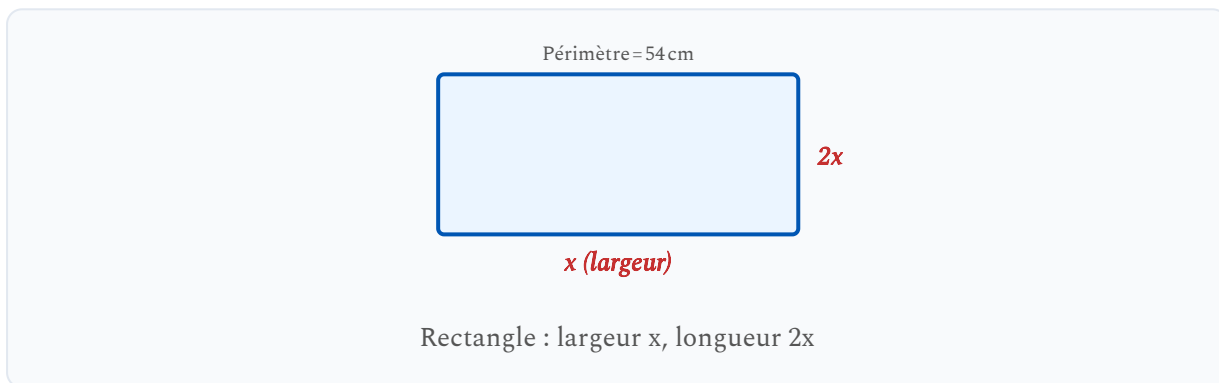 Périmètre = 54 cm
2x
x (largeur)
Rectangle : largeur x, longueur 2x